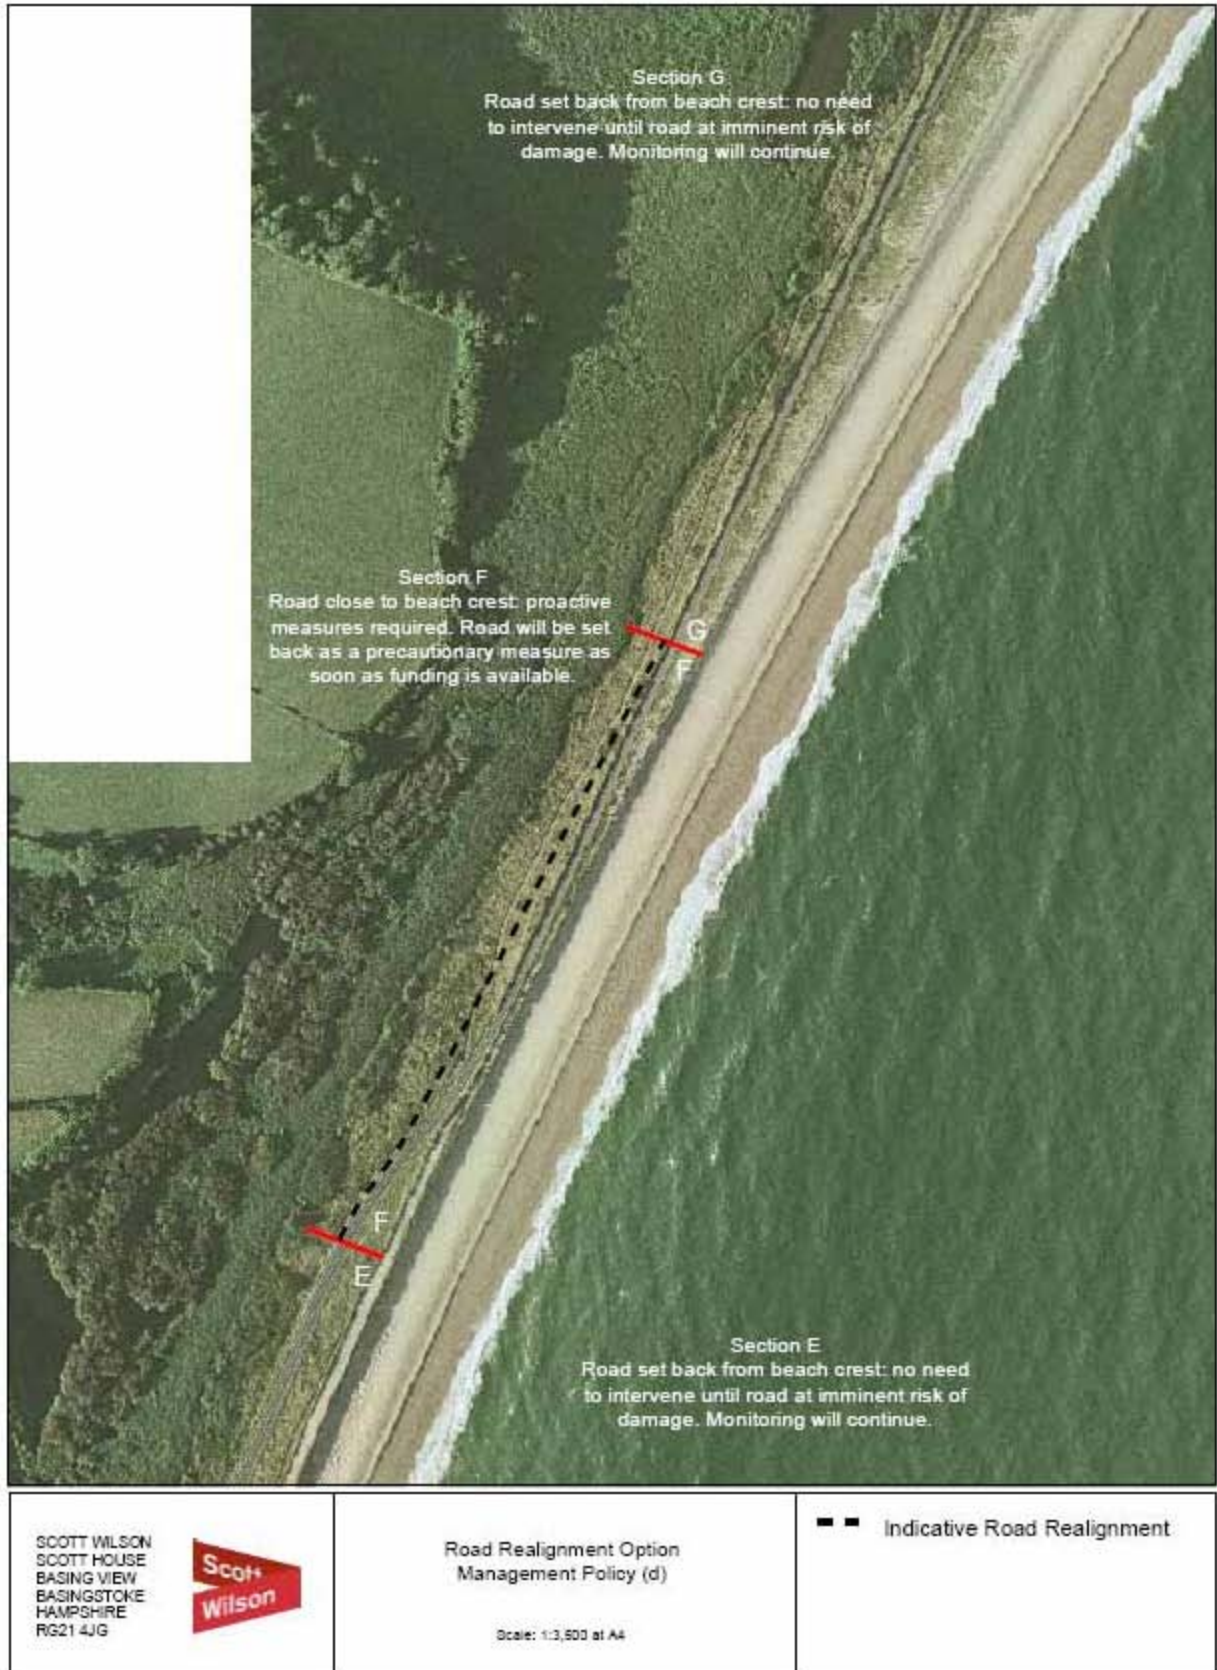 Section G
Road set back from beach crest: no need
to intervene until road at imminent risk of
damage. Monitoring will continue.
Section F
Road close to beach crest: proactive
measures required. Road will be set
back as a precautionary measure as
soon as funding is available.
G
F
F
E
Section E
Road set back from beach crest: no need
to intervene until road at imminent risk of
damage. Monitoring will continue.
SCOTT WILSON
SCOTT HOUSE
BASING VIEW
BASINGSTOKE
HAMPSHIRE
RG21 4JG
Scott
Wilson
Road Realignment Option
Management Policy (d)
Scale: 1:3,500 at A4
Indicative Road Realignment